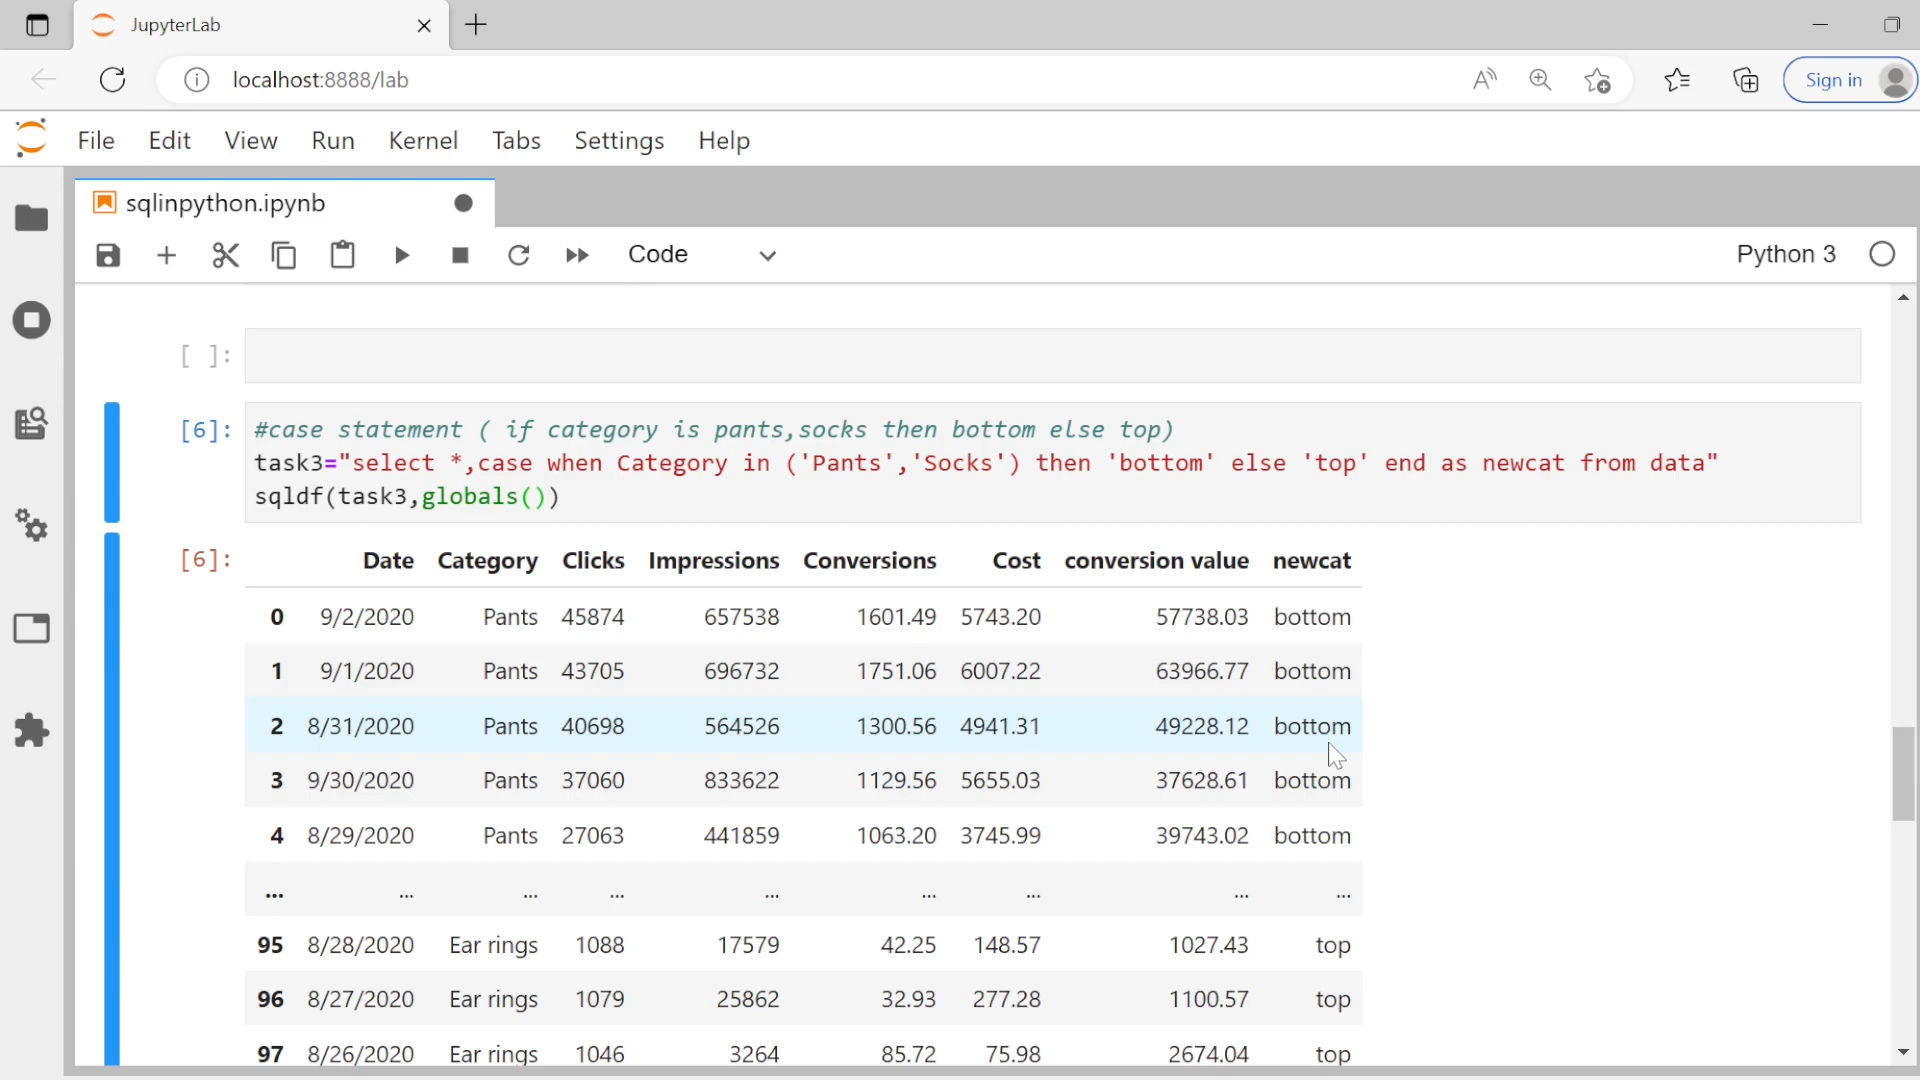 JupyterLab
localhost:8888/lab
Sign in
File Edit View Run Kernel Tabs Settings Help
sqlinpython.ipynb
Code Python 3
[ ]:
[6]: #case statement ( if category is pants,socks then bottom else top)
task3="select *,case when Category in ('Pants','Socks') then 'bottom' else 'top' end as newcat from data"
sqldf(task3,globals())
[6]: Date Category Clicks Impressions Conversions Cost conversion value newcat
0 9/2/2020 Pants 45874 657538 1601.49 5743.20 57738.03 bottom
1 9/1/2020 Pants 43705 696732 1751.06 6007.22 63966.77 bottom
2 8/31/2020 Pants 40698 564526 1300.56 4941.31 49228.12 bottom
3 9/30/2020 Pants 37060 833622 1129.56 5655.03 37628.61 bottom
4 8/29/2020 Pants 27063 441859 1063.20 3745.99 39743.02 bottom
... ... ... ... ... ... ... ... ...
95 8/28/2020 Ear rings 1088 17579 42.25 148.57 1027.43 top
96 8/27/2020 Ear rings 1079 25862 32.93 277.28 1100.57 top
97 8/26/2020 Ear rings 1046 3264 85.72 75.98 2674.04 top